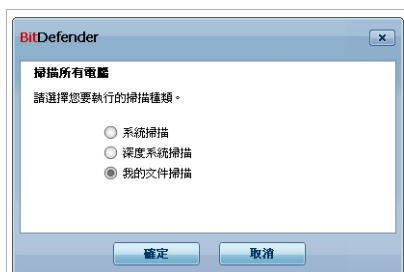 BitDefender
掃描所有電腦
請選擇您要執行的掃描種類。
系統掃描
深度系統掃描
我的文件掃描
確定
取消